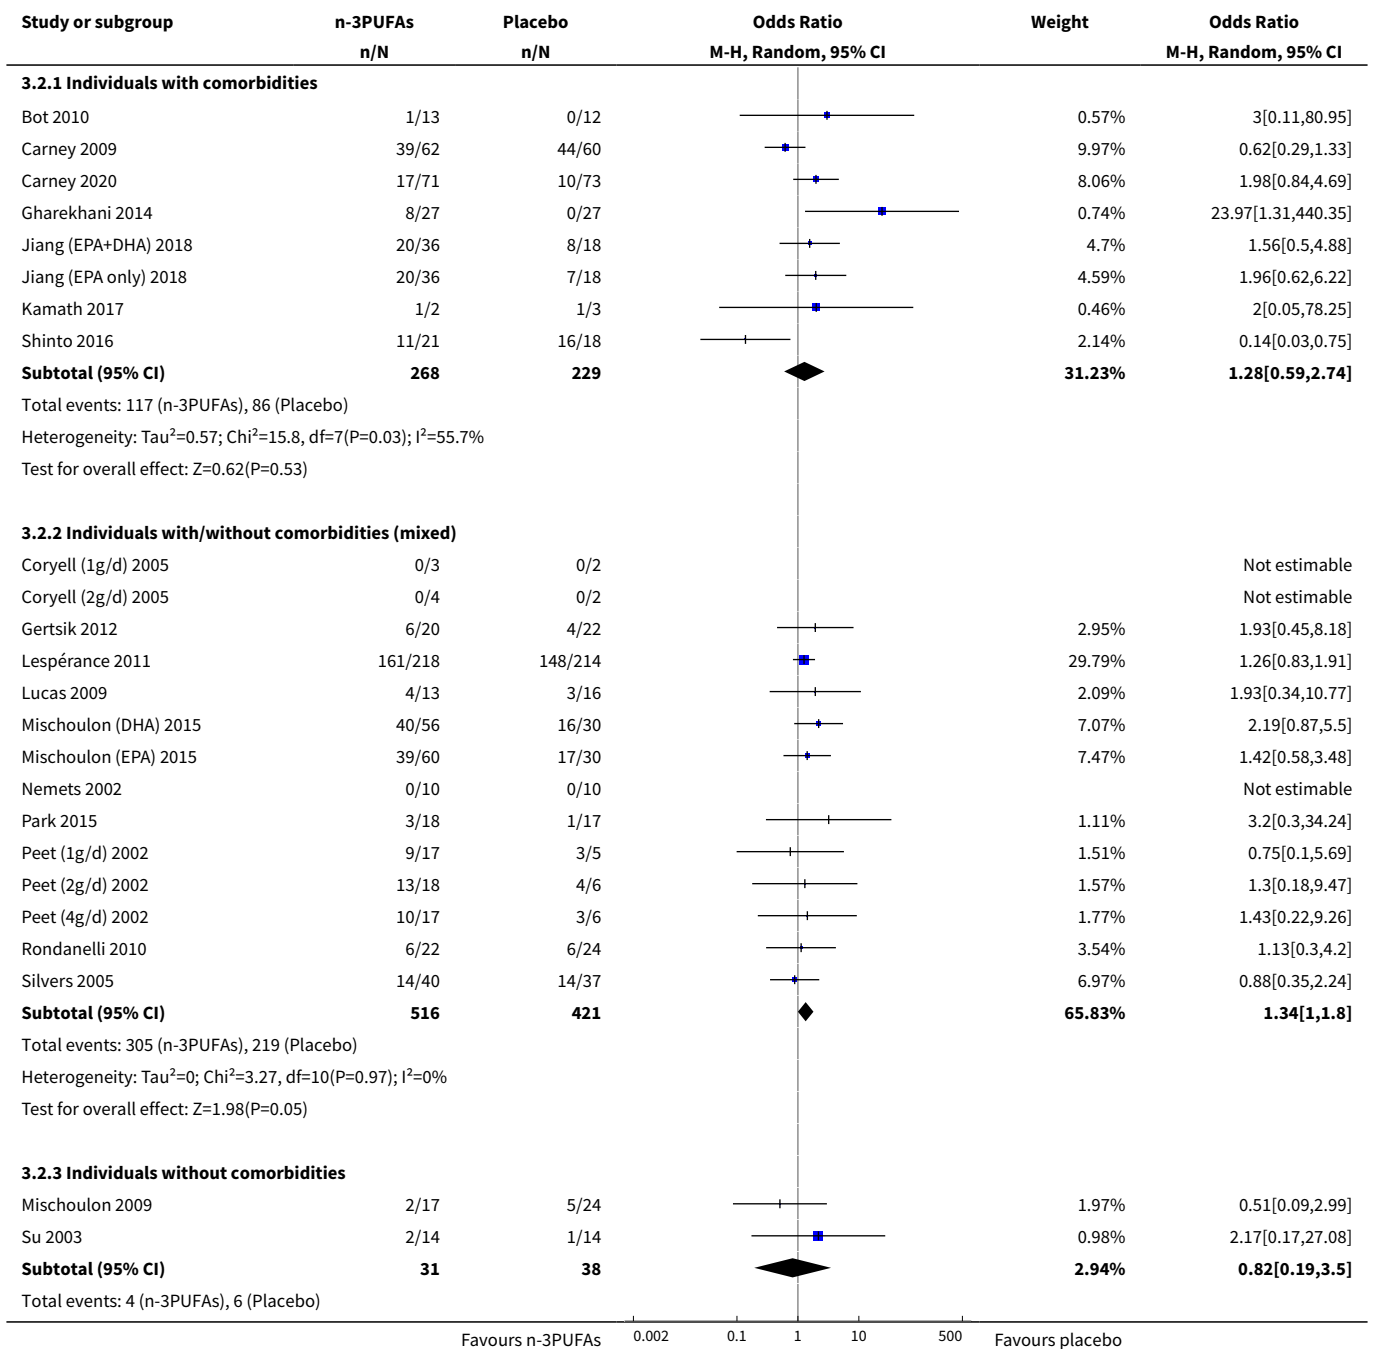 Study or subgroup n-3PUFAs Placebo Odds Ratio Weight Odds Ratio
n/N n/N M-H, Random, 95% CI M-H, Random, 95% CI
3.2.1 Individuals with comorbidities
Bot 2010 1/13 0/12 0.57% 3[0.11,80.95]
Carney 2009 39/62 44/60 9.97% 0.62[0.29,1.33]
Carney 2020 17/71 10/73 8.06% 1.98[0.84,4.69]
Gharekhani 2014 8/27 0/27 0.74% 23.97[1.31,440.35]
Jiang (EPA+DHA) 2018 20/36 8/18 4.7% 1.56[0.5,4.88]
Jiang (EPA only) 2018 20/36 7/18 4.59% 1.96[0.62,6.22]
Kamath 2017 1/2 1/3 0.46% 2[0.05,78.25]
Shinto 2016 11/21 16/18 2.14% 0.14[0.03,0.75]
Subtotal (95% CI) 268 229 31.23% 1.28[0.59,2.74]
Total events: 117 (n-3PUFAs), 86 (Placebo)
Heterogeneity: Tau²=0.57; Chi²=15.8, df=7(P=0.03); I²=55.7%
Test for overall effect: Z=0.62(P=0.53)
3.2.2 Individuals with/without comorbidities (mixed)
Coryell (1g/d) 2005 0/3 0/2 Not estimable
Coryell (2g/d) 2005 0/4 0/2 Not estimable
Gertsik 2012 6/20 4/22 2.95% 1.93[0.45,8.18]
Lespérance 2011 161/218 148/214 29.79% 1.26[0.83,1.91]
Lucas 2009 4/13 3/16 2.09% 1.93[0.34,10.77]
Mischoulon (DHA) 2015 40/56 16/30 7.07% 2.19[0.87,5.5]
Mischoulon (EPA) 2015 39/60 17/30 7.47% 1.42[0.58,3.48]
Nemets 2002 0/10 0/10 Not estimable
Park 2015 3/18 1/17 1.11% 3.2[0.3,34.24]
Peet (1g/d) 2002 9/17 3/5 1.51% 0.75[0.1,5.69]
Peet (2g/d) 2002 13/18 4/6 1.57% 1.3[0.18,9.47]
Peet (4g/d) 2002 10/17 3/6 1.77% 1.43[0.22,9.26]
Rondanelli 2010 6/22 6/24 3.54% 1.13[0.3,4.2]
Silvers 2005 14/40 14/37 6.97% 0.88[0.35,2.24]
Subtotal (95% CI) 516 421 65.83% 1.34[1,1.8]
Total events: 305 (n-3PUFAs), 219 (Placebo)
Heterogeneity: Tau²=0; Chi²=3.27, df=10(P=0.97); I²=0%
Test for overall effect: Z=1.98(P=0.05)
3.2.3 Individuals without comorbidities
Mischoulon 2009 2/17 5/24 1.97% 0.51[0.09,2.99]
Su 2003 2/14 1/14 0.98% 2.17[0.17,27.08]
Subtotal (95% CI) 31 38 2.94% 0.82[0.19,3.5]
Total events: 4 (n-3PUFAs), 6 (Placebo)
Favours n-3PUFAs 0.002 0.1 1 10 500 Favours placebo